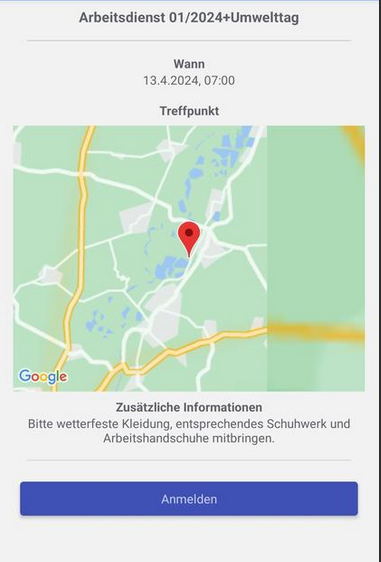 Arbeitsdienst 01/2024+Umwelttag
Wann
13.4.2024, 07:00
Treffpunkt
Google
Zusätzliche Informationen
Bitte wetterfeste Kleidung, entsprechendes Schuhwerk und
Arbeitshandschuhe mitbringen.
Anmelden